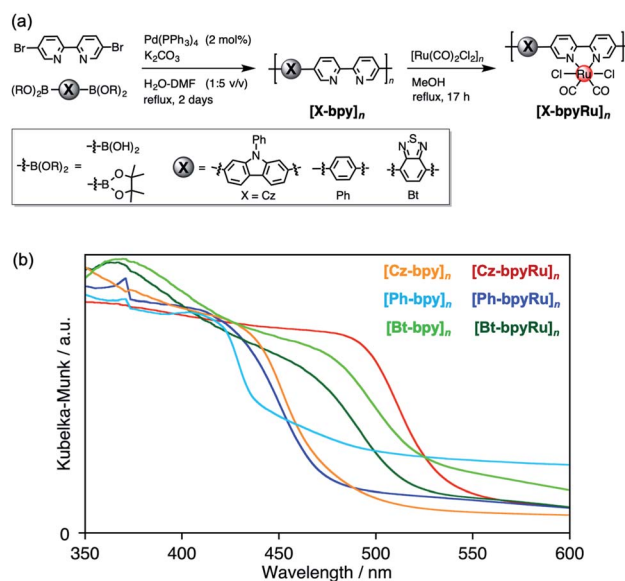 (a)
Br
Br
N
N
(RO)2B
X
B(OR)2
Pd(PPh3)4 (2 mol%)
K2CO3
H2O-DMF (1:5 v/v)
reflux, 2 days
X
N
N
n
[X-bpy]n
[Ru(CO)2Cl2]n
MeOH
reflux, 17 h
X
N
N
n
Cl
Ru
Cl
OC
CO
[X-bpyRu]n
B(OR)2 =
B(OH)2
B
O
O
X
=
Ph
N
X = Cz
Ph
S
N
N
Bt
(b)
[Cz-bpy]n [Cz-bpyRu]n
[Ph-bpy]n [Ph-bpyRu]n
[Bt-bpy]n [Bt-bpyRu]n
Kubelka-Munk / a.u.
0
350 400 450 500 550 600
Wavelength / nm